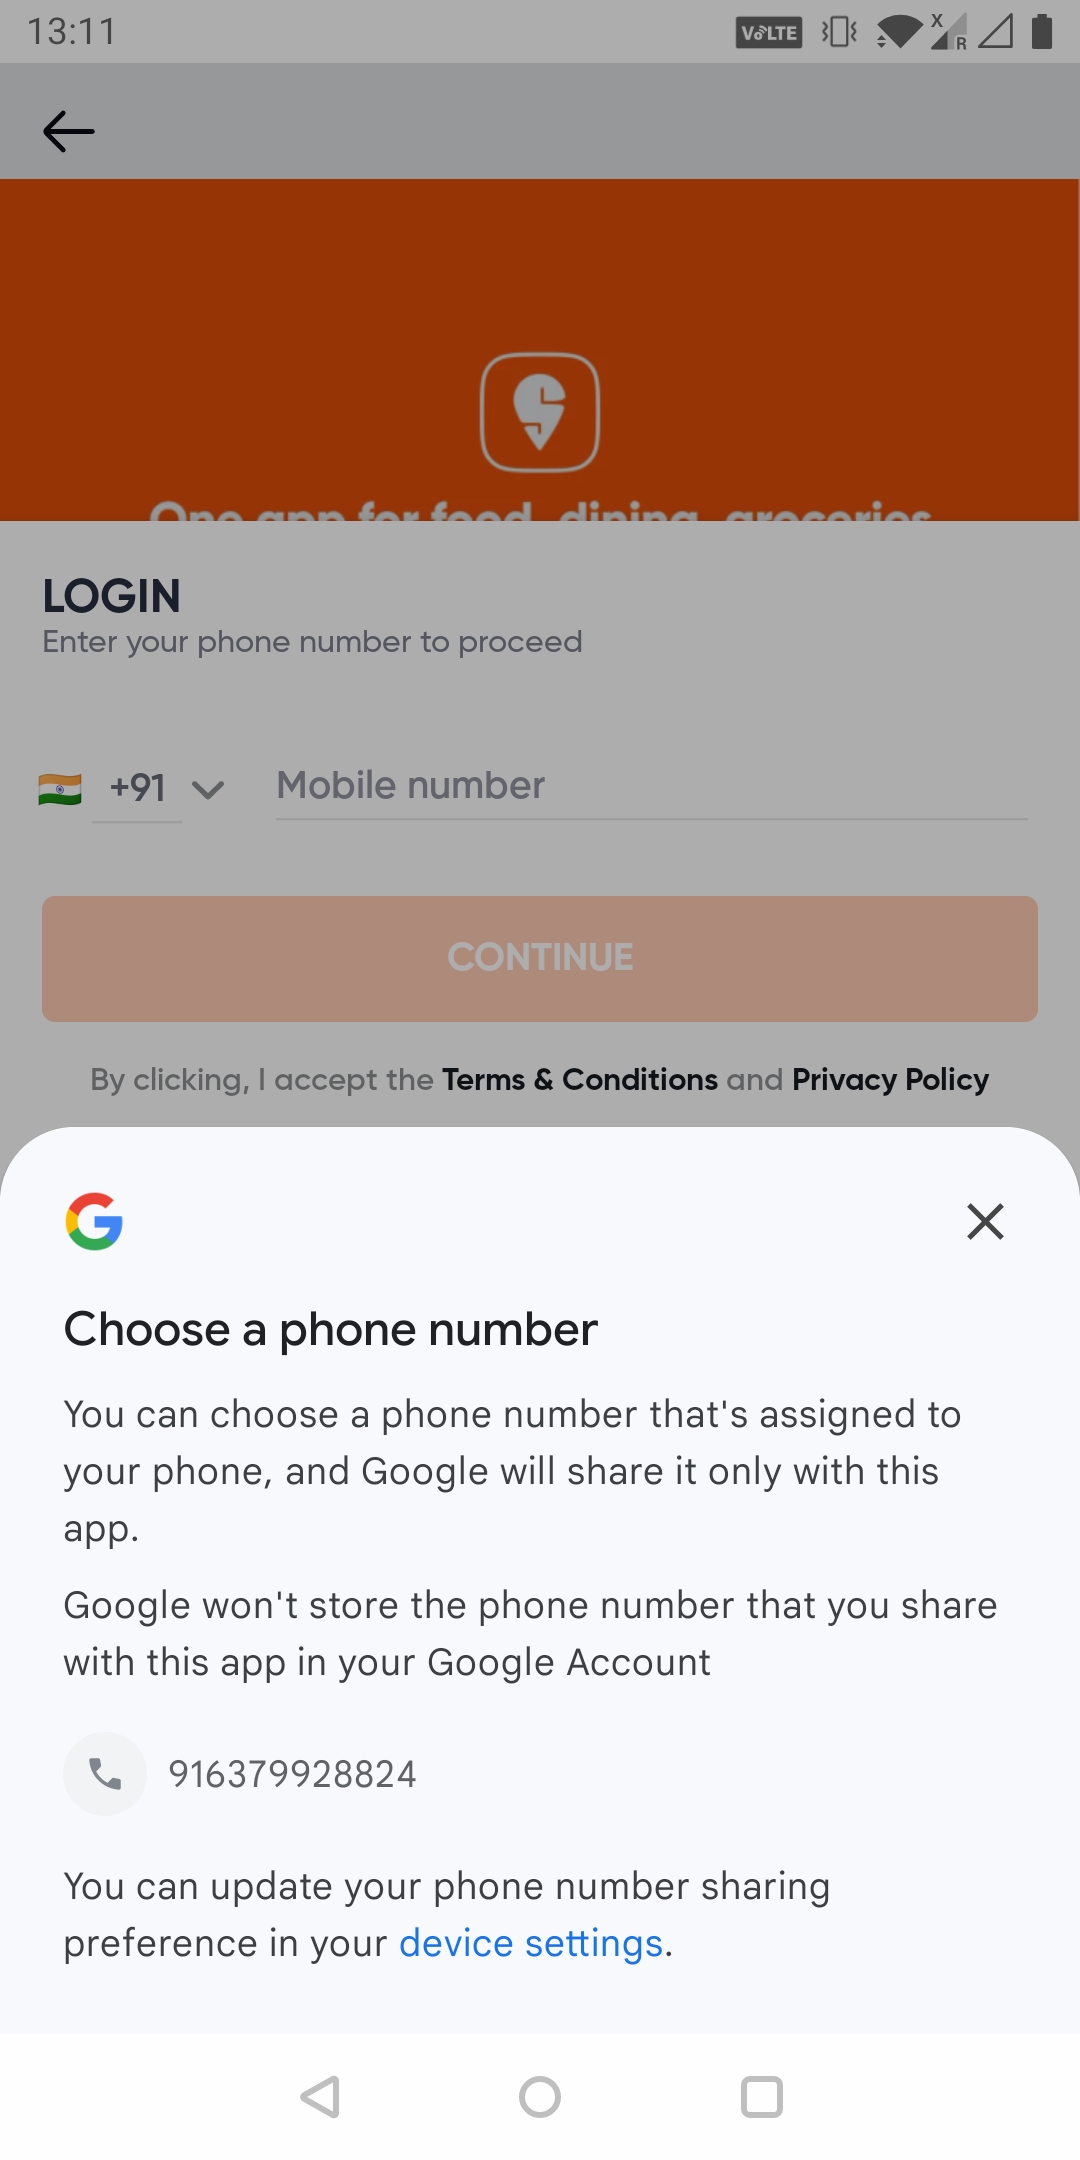 13:11
VoLTE
X
R
One app for food, dining, groceries
LOGIN
Enter your phone number to proceed
+91
Mobile number
CONTINUE
By clicking, I accept the Terms & Conditions and Privacy Policy
Choose a phone number
You can choose a phone number that's assigned to
your phone, and Google will share it only with this
app.
Google won't store the phone number that you share
with this app in your Google Account
916379928824
You can update your phone number sharing
preference in your device settings.